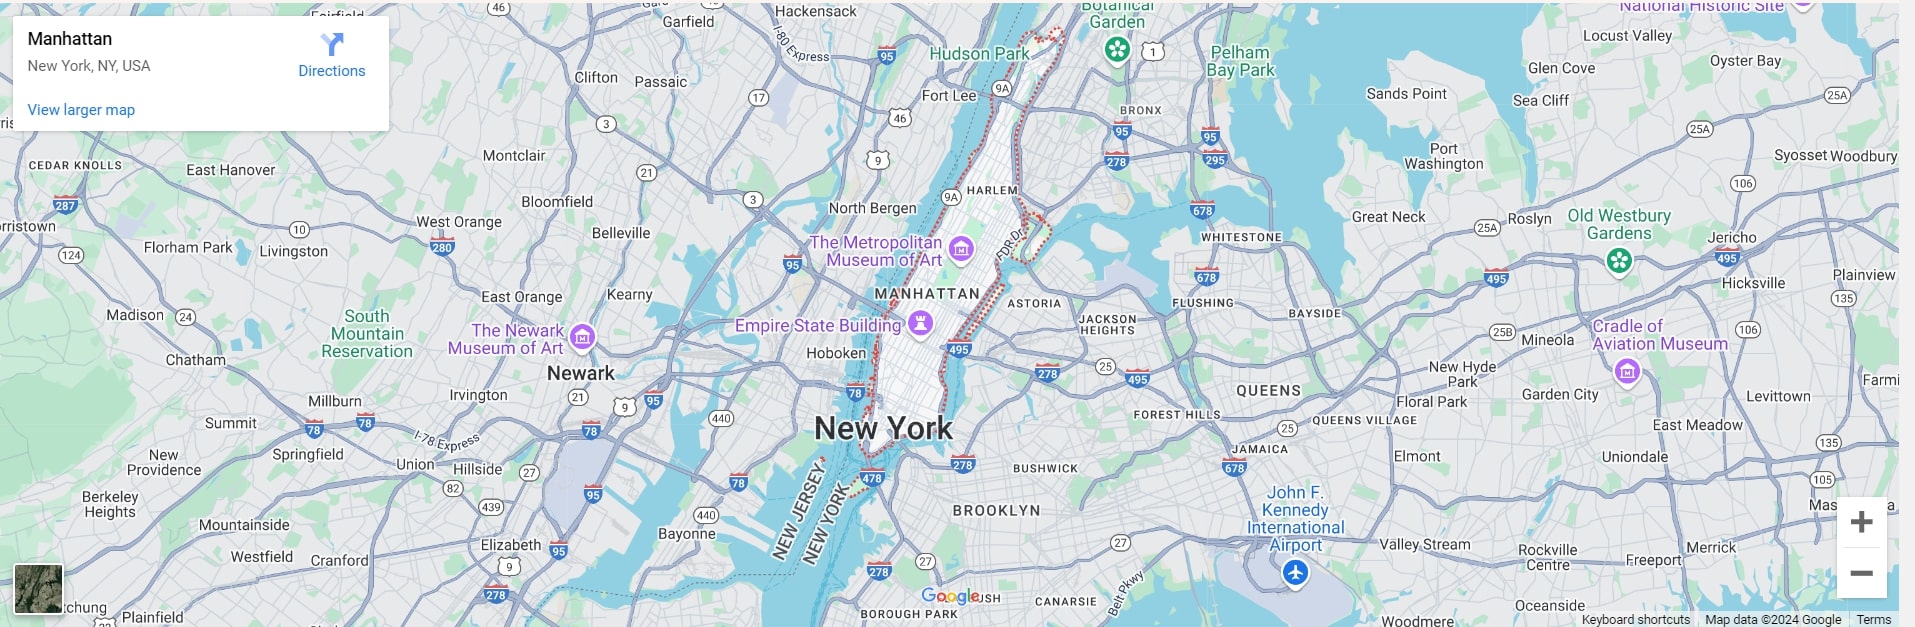 Manhattan
New York, NY, USA
Directions
View larger map
46
Garfield
Hackensack
I-80 Express
95
Hudson Park
Botanical
Garden
1
Pelham
Bay Park
National Historic Site
Locust Valley
Glen Cove
Oyster Bay
Fairfield
Clifton
Passaic
17
Fort Lee
9A
BRONX
Sands Point
Sea Cliff
25A
3
46
95
95
25A
CEDAR KNOLLS
East Hanover
Montclair
21
9
278
295
Port
Washington
Syosset
Woodbury
287
Bloomfield
3
North Bergen
9A
HARLEM
678
106
Great Neck
Roslyn
Old Westbury
Gardens
rristown
10
West Orange
280
Belleville
124
Florham Park
Livingston
The Metropolitan
Museum of Art
FDR Dr
WHITESTONE
25A
Jericho
495
95
678
495
Hicksville
Plainview
Madison
24
East Orange
Kearny
MANHATTAN
ASTORIA
FLUSHING
BAYSIDE
135
South
Mountain
Reservation
The Newark
Museum of Art
Empire State Building
JACKSON
HEIGHTS
25B
Mineola
Cradle of
Aviation Museum
106
Chatham
Newark
Hoboken
495
278
25
495
New Hyde
Park
Irvington
21
9
95
78
QUEENS
Floral Park
Garden City
Levittown
Farmi
Millburn
Summit
78
78
I-78 Express
78
440
New York
FOREST HILLS
25
QUEENS VILLAGE
East Meadow
135
New
Providence
Springfield
Union
Hillside
27
278
BUSHWICK
JAMAICA
678
Elmont
Uniondale
Berkeley
Heights
82
439
95
78
NEW JERSEY
NEW YORK
478
BROOKLYN
John F.
Kennedy
International
Airport
105
Mountainside
440
Bayonne
Westfield
Cranford
Elizabeth
9
95
278
27
27
Valley Stream
Rockville
Centre
Freeport
Merrick
278
Google
BOROUGH PARK
CANARSIE
Belt Pkwy
Oceanside
Woodmere
Plainfield
Keyboard shortcuts
Map data ©2024 Google
Terms